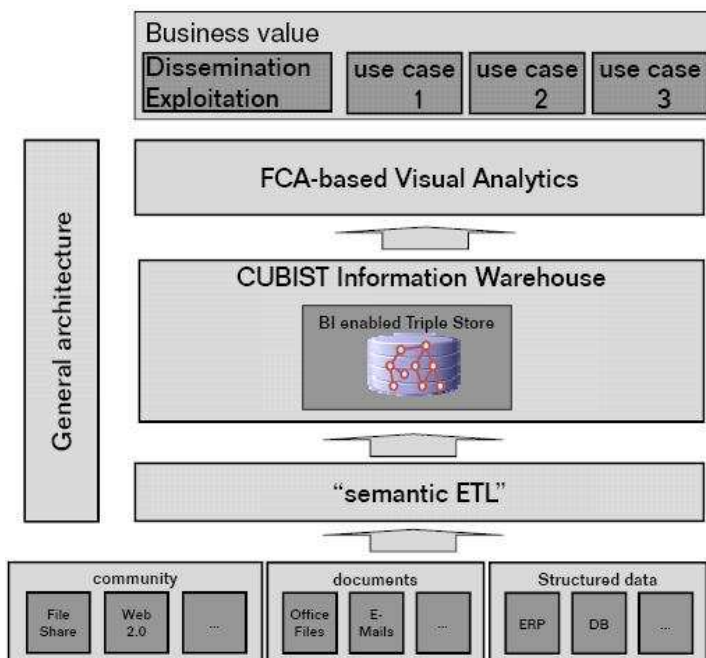 Business value
Dissemination
Exploitation
use case
1
use case
2
use case
3
General architecture
FCA-based Visual Analytics
CUBIST Information Warehouse
BI enabled Triple Store
“semantic ETL”
community
File
Share
Web
2.0
...
documents
Office
Files
E-
Mails
...
Structured data
ERP
DB
...